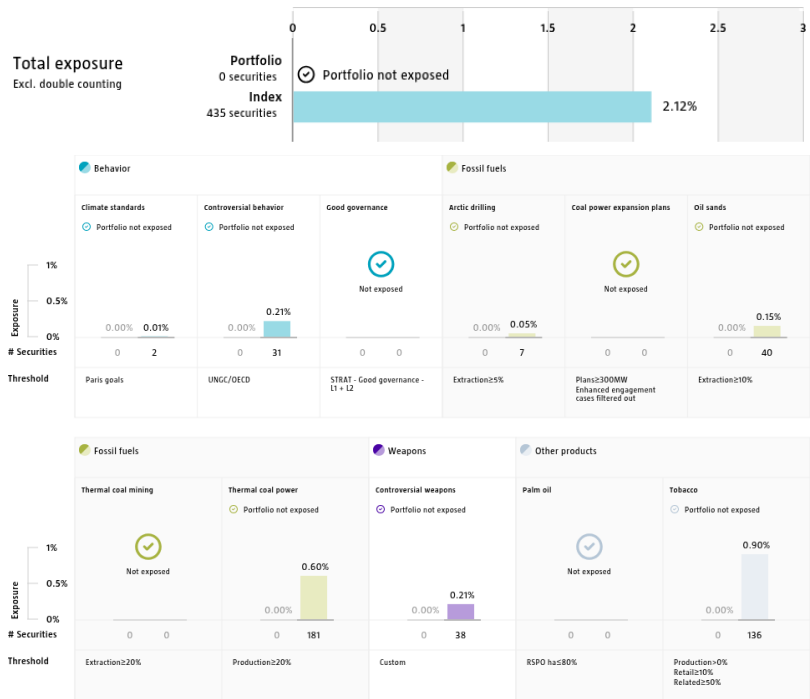 0 0.5 1 1.5 2 2.5 3
Total exposure
Excl. double counting
Portfolio
0 securities
Portfolio not exposed
Index
435 securities
2.12%
Behavior
Fossil fuels
Climate standards
Controversial behavior
Good governance
Arctic drilling
Coal power expansion plans
Oil sands
Portfolio not exposed
Portfolio not exposed
Not exposed
Portfolio not exposed
Not exposed
Portfolio not exposed
Exposure
1%
0.5%
0%
0.00% 0.01%
0.00% 0.21%
0.00% 0.05%
0.00% 0.15%
# Securities
0 2
0 31
0 0
0 7
0 0
0 40
Threshold
Paris goals
UNGC/OECD
STRAT - Good governance -
L1 + L2
Extraction≥5%
Plans≥300MW
Enhanced engagement
cases filtered out
Extraction≥10%
Fossil fuels
Weapons
Other products
Thermal coal mining
Thermal coal power
Controversial weapons
Palm oil
Tobacco
Not exposed
Portfolio not exposed
Portfolio not exposed
Not exposed
Portfolio not exposed
Exposure
1%
0.5%
0%
0.00% 0.60%
0.00% 0.21%
0.00% 0.90%
# Securities
0 0
0 181
0 38
0 0
0 136
Threshold
Extraction≥20%
Production≥20%
Custom
RSPO ha≤80%
Production>0%
Retail≥10%
Related≥50%